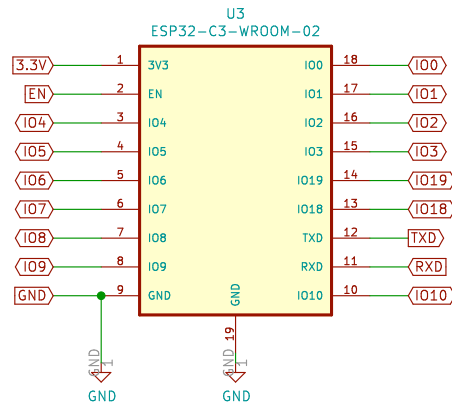 U3
ESP32-C3-WROOM-02
3.3V 1 3V3 IO0 18 IO0
EN 2 EN IO1 17 IO1
IO4 3 IO4 IO2 16 IO2
IO5 4 IO5 IO3 15 IO3
IO6 5 IO6 IO19 14 IO19
IO7 6 IO7 IO18 13 IO18
IO8 7 IO8 TXD 12 TXD
IO9 8 IO9 RXD 11 RXD
GND 9 GND GND IO10 10 IO10
19
GND 1 GND 1
GND GND